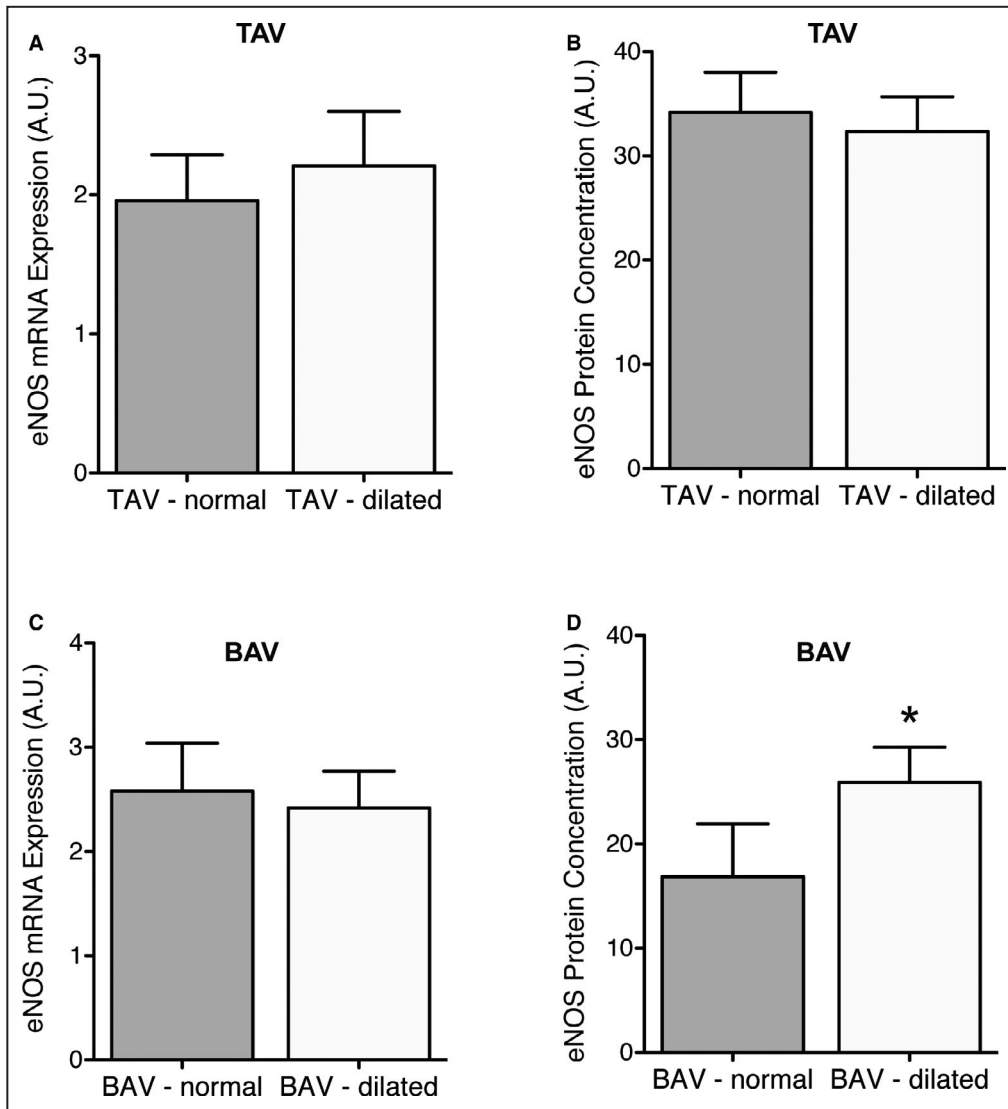 A
TAV
eNOS mRNA Expression (A.U.)
3
2
1
0
TAV - normal
TAV - dilated
B
TAV
eNOS Protein Concentration (A.U.)
40
30
20
10
0
TAV - normal
TAV - dilated
C
BAV
eNOS mRNA Expression (A.U.)
4
3
2
1
0
BAV - normal
BAV - dilated
D
BAV
eNOS Protein Concentration (A.U.)
40
30
20
10
0
*
BAV - normal
BAV - dilated